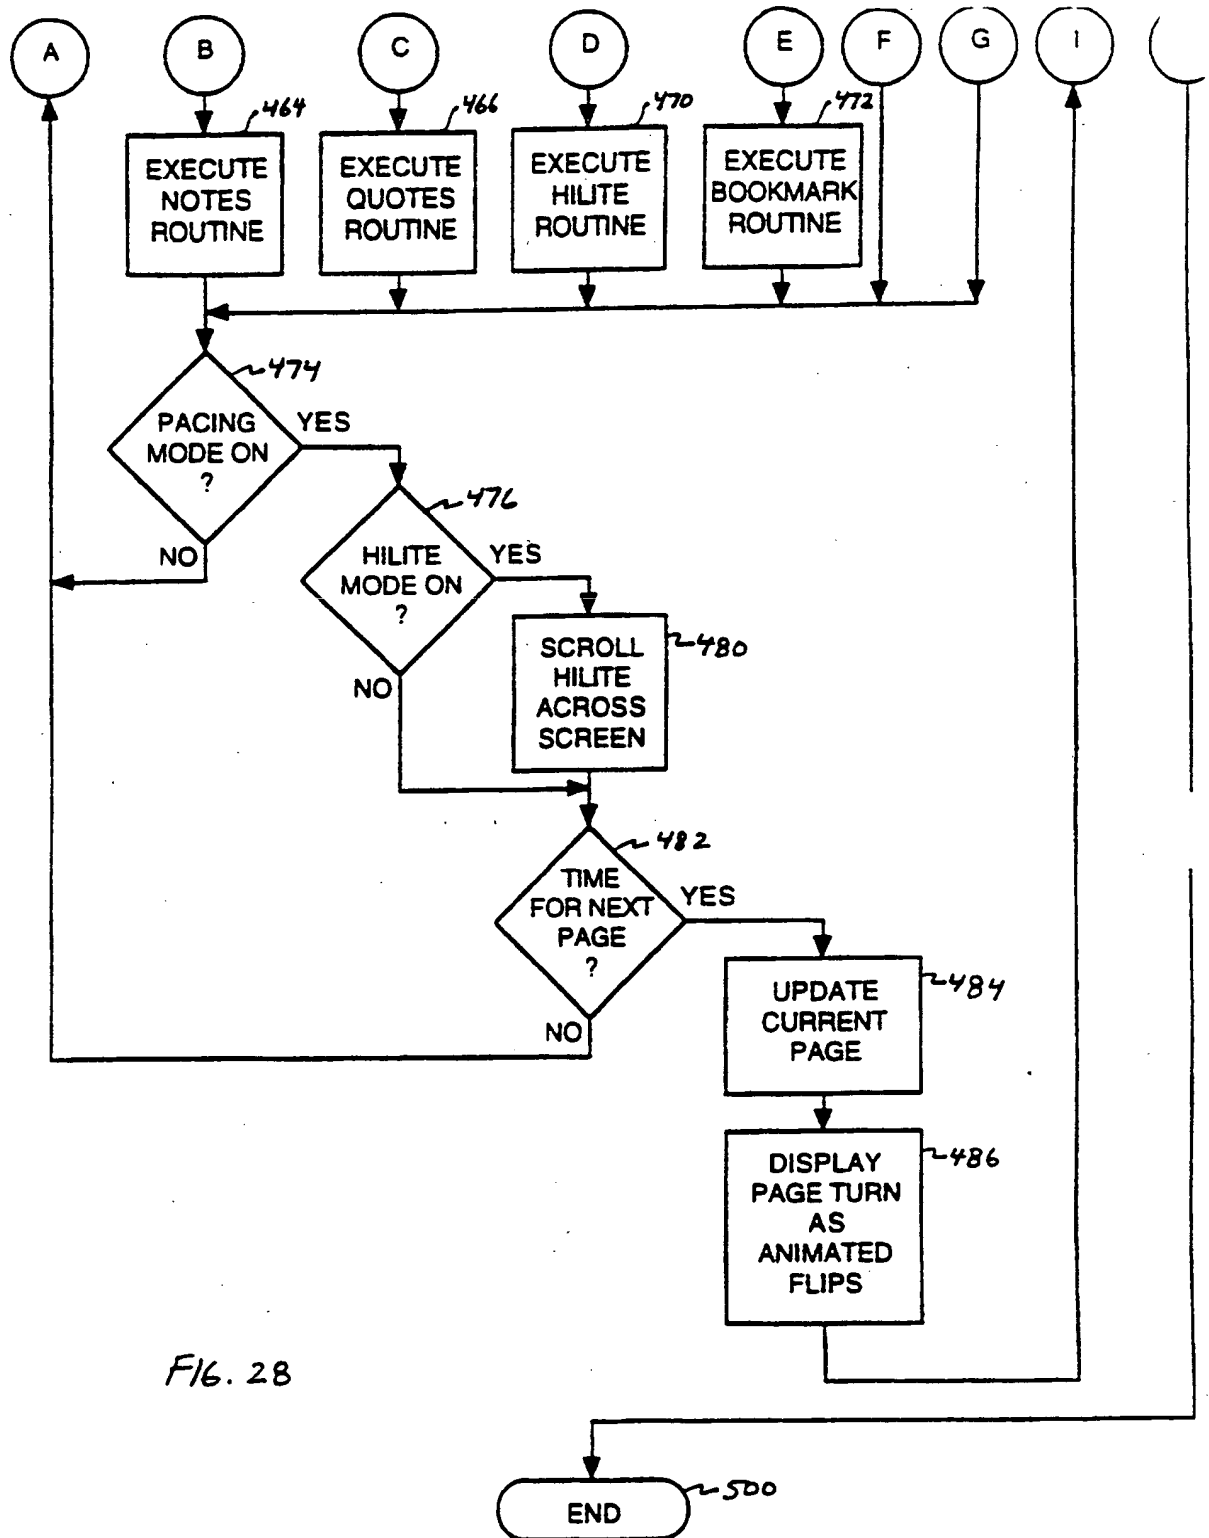 A
B
C
D
E
F
G
I
464
466
470
472
EXECUTE
NOTES
ROUTINE
EXECUTE
QUOTES
ROUTINE
EXECUTE
HILITE
ROUTINE
EXECUTE
BOOKMARK
ROUTINE
474
PACING
MODE ON
?
YES
NO
476
HILITE
MODE ON
?
YES
NO
480
SCROLL
HILITE
ACROSS
SCREEN
482
TIME
FOR NEXT
PAGE
?
YES
NO
484
UPDATE
CURRENT
PAGE
486
DISPLAY
PAGE TURN
AS
ANIMATED
FLIPS
FIG. 28
500
END